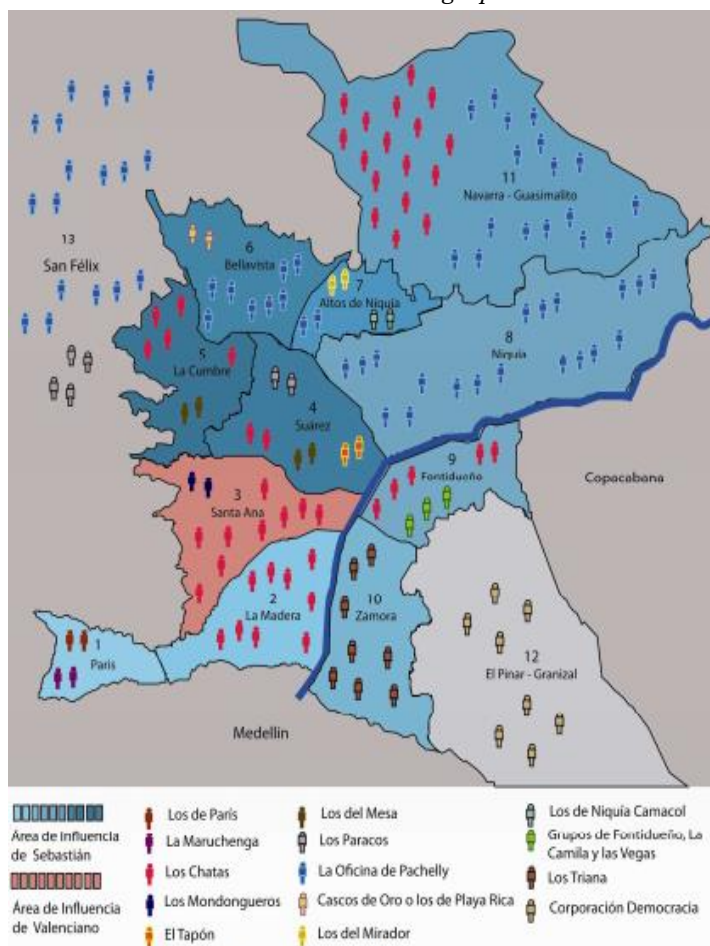 11
Navarra - Guasimalito
13
San Félix
6
Bellavista
7
Altos de Niquia
8
Niquia
5
La Cumbre
4
Suárez
9
Fontidueño
Copacabana
3
Santa Ana
2
La Madera
10
Zamora
1
Paris
12
El Pinar - Granizal
Medellin
Área de Influencia
de Sebastián
Área de Influencia
de Valenciano
Los de París
La Maruchenga
Los Chatas
Los Mondongueros
El Tapón
Los del Mesa
Los Paracos
La Oficina de Pachelly
Cascos de Oro o los de Playa Rica
Los del Mirador
Los de Niquía Camacol
Grupos de Fontidueño, La
Camila y las Vegas
Los Triana
Corporación Democracia